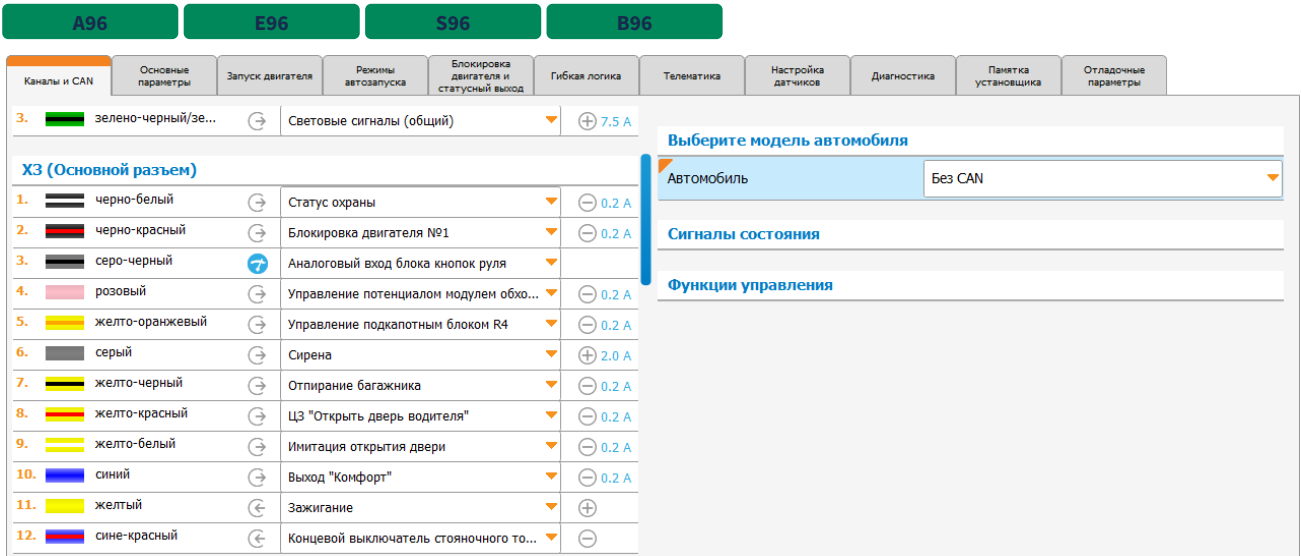 A96 E96 S96 B96
Каналы и CAN
Основные
параметры
Запуск двигателя
Режимы
автозапуска
Блокировка
двигателя и
статусный выход
Гибкая логика
Телематика
Настройка
датчиков
Диагностика
Памятка
установщика
Отладочные
параметры
3. зелено-черный/зе... Световые сигналы (общий) 7.5 A
X3 (Основной разъем)
1. черно-белый Статус охраны 0.2 A
2. черно-красный Блокировка двигателя №1 0.2 A
3. серо-черный Аналоговый вход блока кнопок руля
4. розовый Управление потенциалом модулем обхо... 0.2 A
5. желто-оранжевый Управление подкапотным блоком R4 0.2 A
6. серый Сирена 2.0 A
7. желто-черный Отпирание багажника 0.2 A
8. желто-красный ЦЗ "Открыть дверь водителя" 0.2 A
9. желто-белый Имитация открытия двери 0.2 A
10. синий Выход "Комфорт" 0.2 A
11. желтый Зажигание
12. сине-красный Концевой выключатель стояночного то...
Выберите модель автомобиля
Автомобиль Без CAN
Сигналы состояния
Функции управления